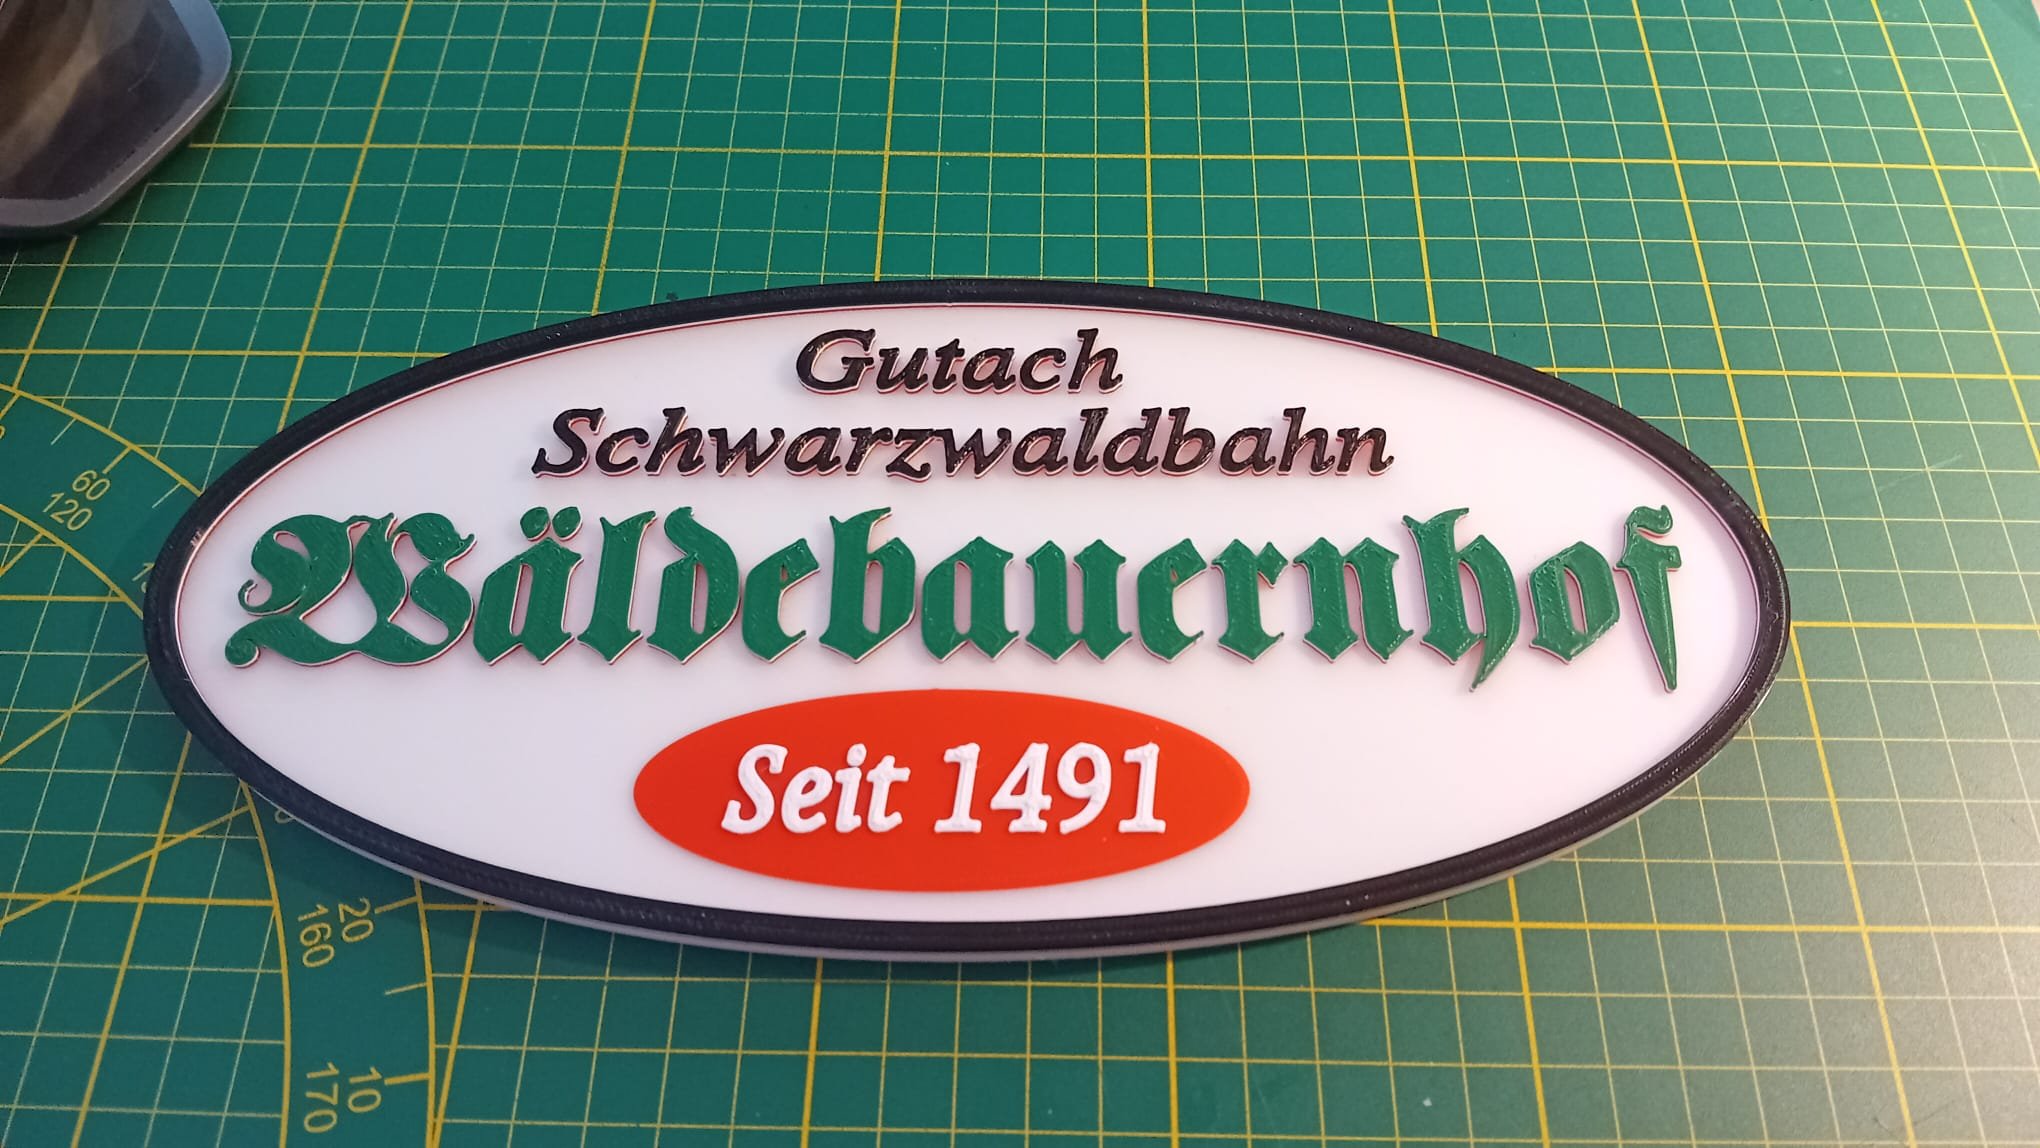 Gutach
Schwarzwaldbahn
Wäldebauernhof
Seit 1491
60
120
20
160
10
170